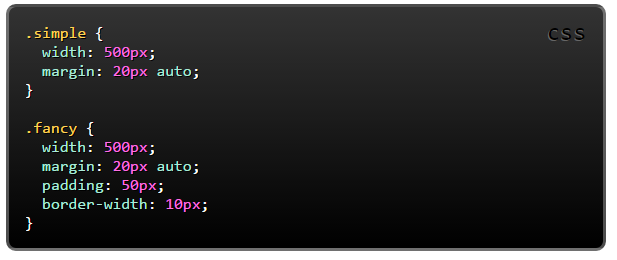 CSS
.simple {
  width: 500px;
  margin: 20px auto;
}

.fancy {
  width: 500px;
  margin: 20px auto;
  padding: 50px;
  border-width: 10px;
}